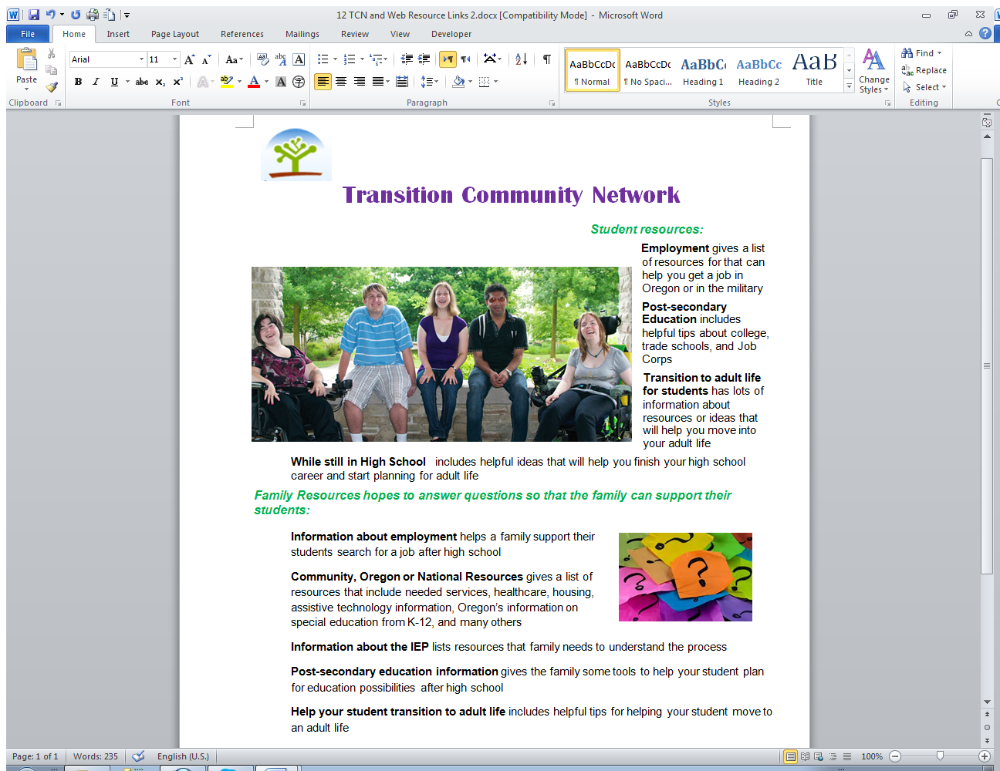 12 TCN and Web Resource Links 2.docx [Compatibility Mode] - Microsoft Word
File Home Insert Page Layout References Mailings Review View Developer
Arial 11
Paste
B I U abc
AaBbCcDc AaBbCcDc AaBbC AaBbCc AaB
¶ Normal ¶ No Spaci... Heading 1 Heading 2 Title
Change
Styles
Find
Replace
Select
Clipboard Font Paragraph Styles Editing
Transition Community Network
Student resources:
Employment gives a list
of resources for that can
help you get a job in
Oregon or in the military
Post-secondary
Education includes
helpful tips about college,
trade schools, and Job
Corps
Transition to adult life
for students has lots of
information about
resources or ideas that
will help you move into
your adult life
While still in High School includes helpful ideas that will help you finish your high school
career and start planning for adult life
Family Resources hopes to answer questions so that the family can support their
students:
Information about employment helps a family support their
students search for a job after high school
Community, Oregon or National Resources gives a list of
resources that include needed services, healthcare, housing,
assistive technology information, Oregon's information on
special education from K-12, and many others
Information about the IEP lists resources that family needs to understand the process
Post-secondary education information gives the family some tools to help your student plan
for education possibilities after high school
Help your student transition to adult life includes helpful tips for helping your student move to
an adult life
Page: 1 of 1 Words: 235 English (U.S.) 100%